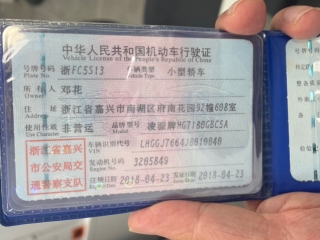 中华人民共和国机动车行驶证
Vehicle License of the People's Republic of China
号牌号码 浙FC5513 车辆类型 小型轿车
Plate No. Vehicle Type
所有人 邓花
Owner
住址 浙江省嘉兴市南湖区府南花园92幢608室
Address
使用性质 非营运 品牌型号 凌派牌HG7180GBC5A
Use Character Model
浙江省嘉兴 车辆识别代号
VIN LHGGJ7664J8010840
市公安局交 发动机号码 3205849
Engine No.
通警察支队 注册日期 2018-04-23 发证日期 2018-04-23
Register Date Issue Date